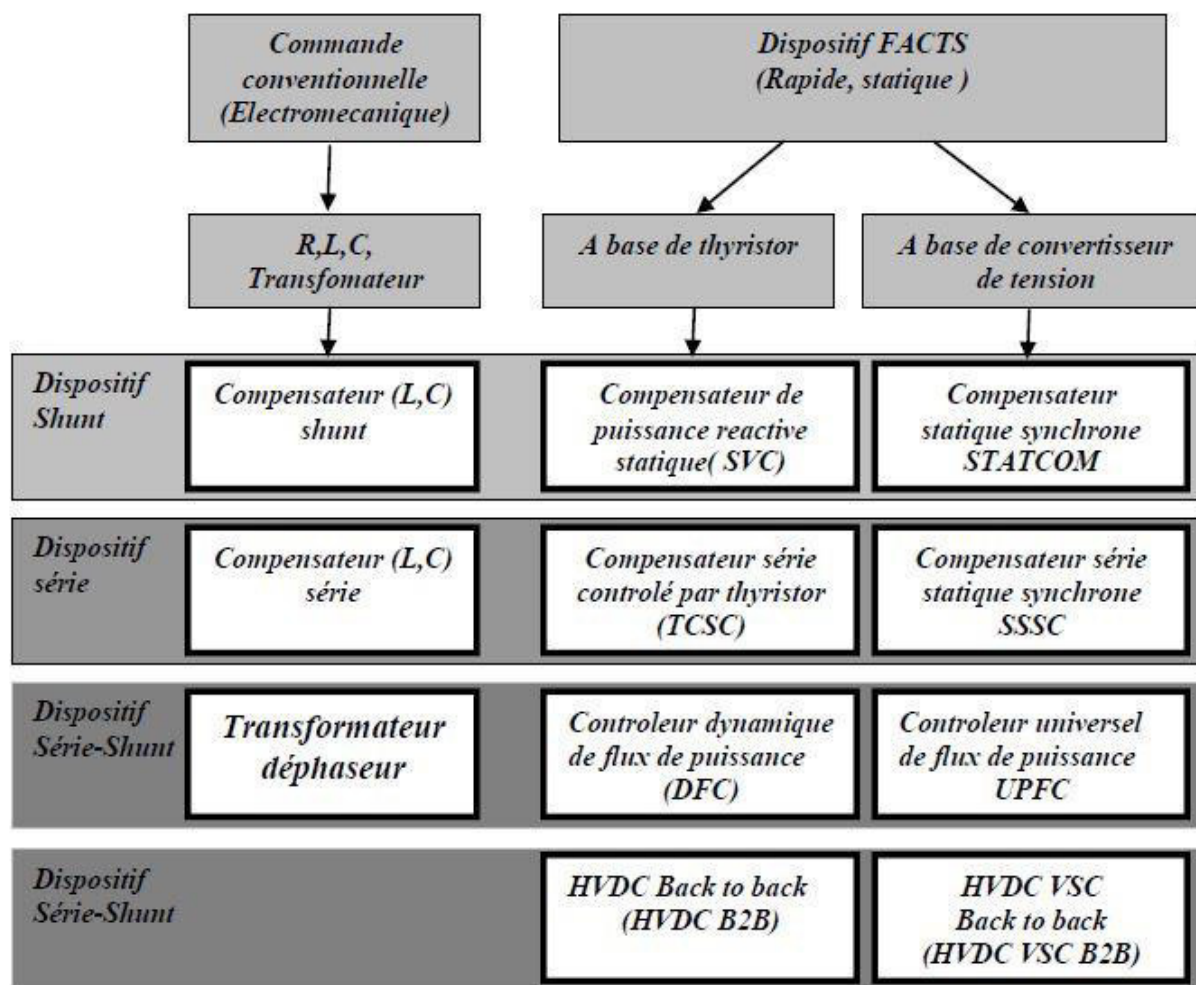 Commande
conventionnelle
(Electromecanique)
Dispositif FACTS
(Rapide, statique )
R,L,C,
Transfomateur
A base de thyristor
A base de convertisseur
de tension
Dispositif
Shunt
Compensateur (L,C)
shunt
Compensateur de
puissance reactive
statique( SVC)
Compensateur
statique synchrone
STATCOM
Dispositif
série
Compensateur (L,C)
série
Compensateur série
controlé par thyristor
(TCSC)
Compensateur série
statique synchrone
SSSC
Dispositif
Série-Shunt
Transformateur
déphaseur
Controleur dynamique
de flux de puissance
(DFC)
Controleur universel
de flux de puissance
UPFC
Dispositif
Série-Shunt
HVDC Back to back
(HVDC B2B)
HVDC VSC
Back to back
(HVDC VSC B2B)